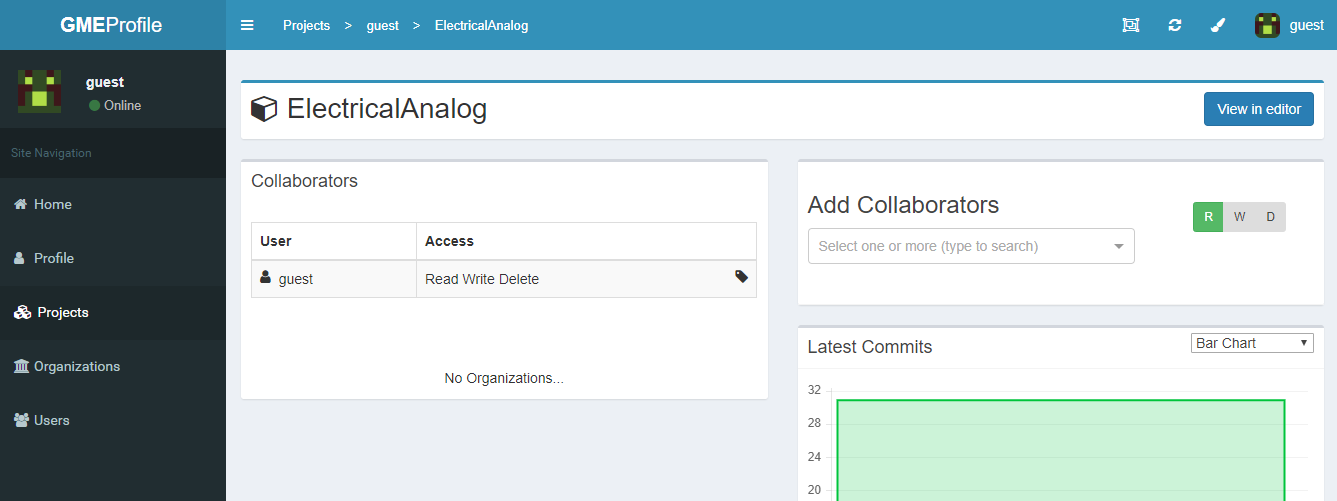 GMEProfile
Projects > guest > ElectricalAnalog
guest
guest
Online
Site Navigation
Home
Profile
Projects
Organizations
Users
ElectricalAnalog
View in editor
Collaborators
User Access
guest Read Write Delete
No Organizations...
Add Collaborators
R W D
Select one or more (type to search)
Latest Commits
Bar Chart
32
28
24
20